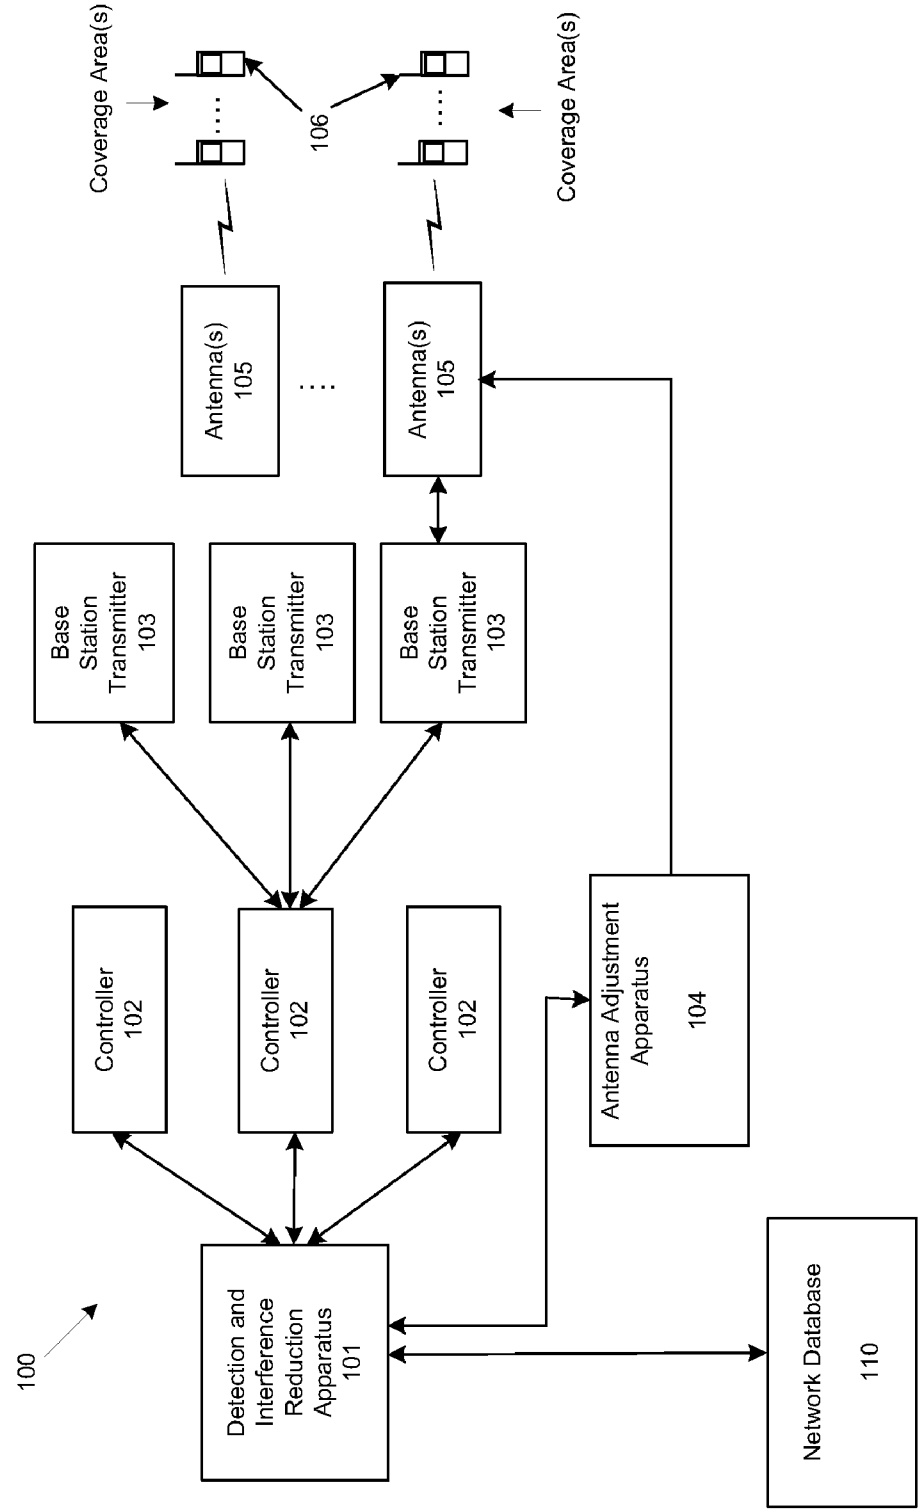 100
Detection and
Interference
Reduction
Apparatus
101
Network Database
110
Controller
102
Controller
102
Controller
102
Antenna Adjustment
Apparatus
104
Base
Station
Transmitter
103
Base
Station
Transmitter
103
Base
Station
Transmitter
103
Antenna(s)
105
....
Antenna(s)
105
Coverage Area(s)
....
106
....
Coverage Area(s)